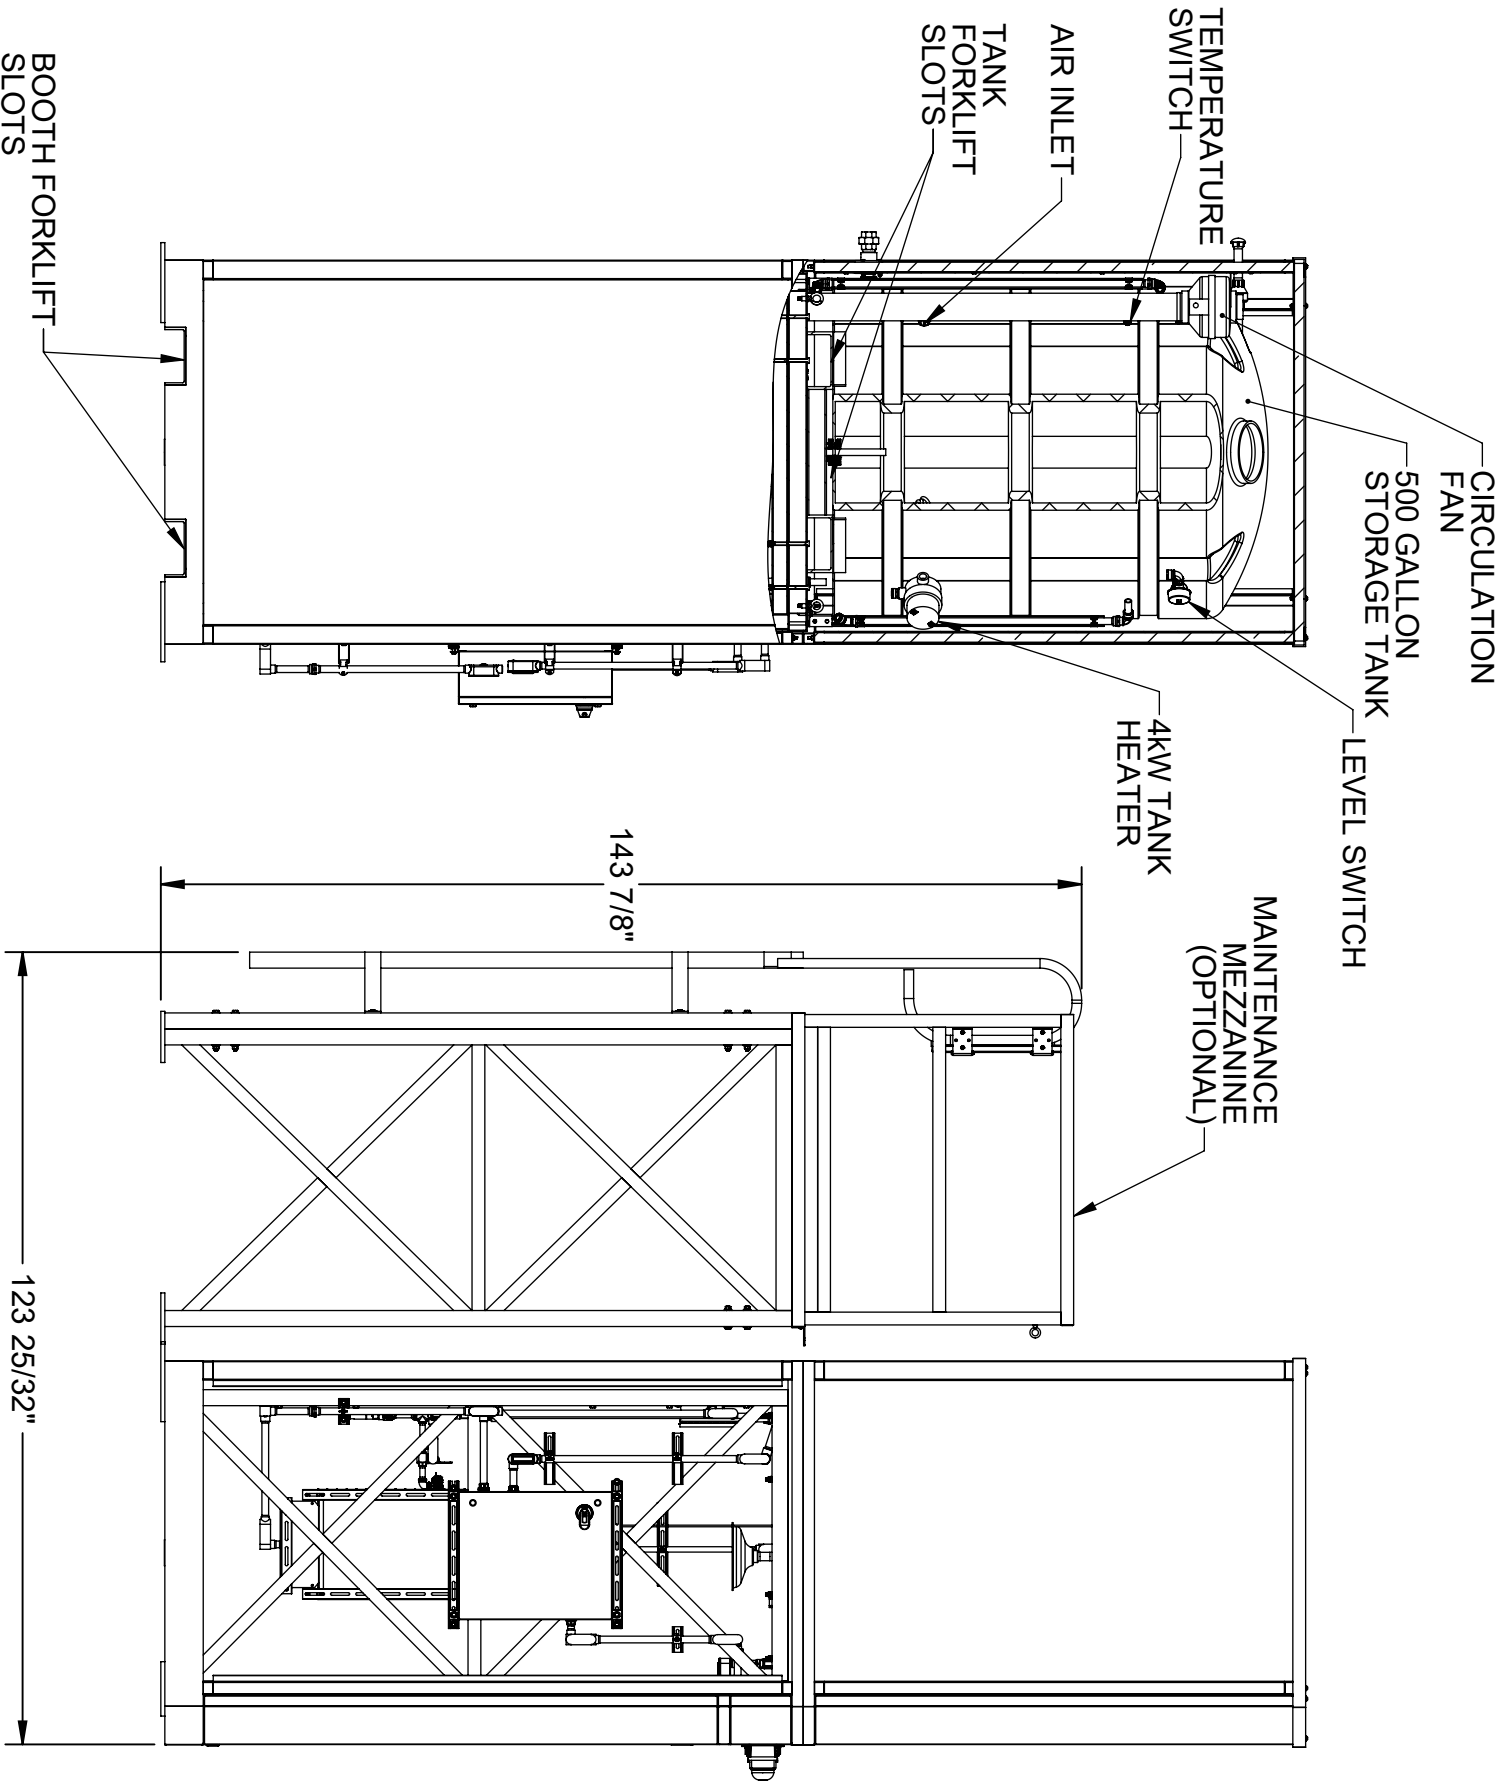 CIRCULATION
FAN
500 GALLON
STORAGE TANK
LEVEL SWITCH
TEMPERATURE
SWITCH
AIR INLET
TANK
FORKLIFT
SLOTS
4kW TANK
HEATER
BOOTH FORKLIFT
SLOTS
MAINTENANCE
MEZZANINE
(OPTIONAL)
143 7/8"
123 25/32"